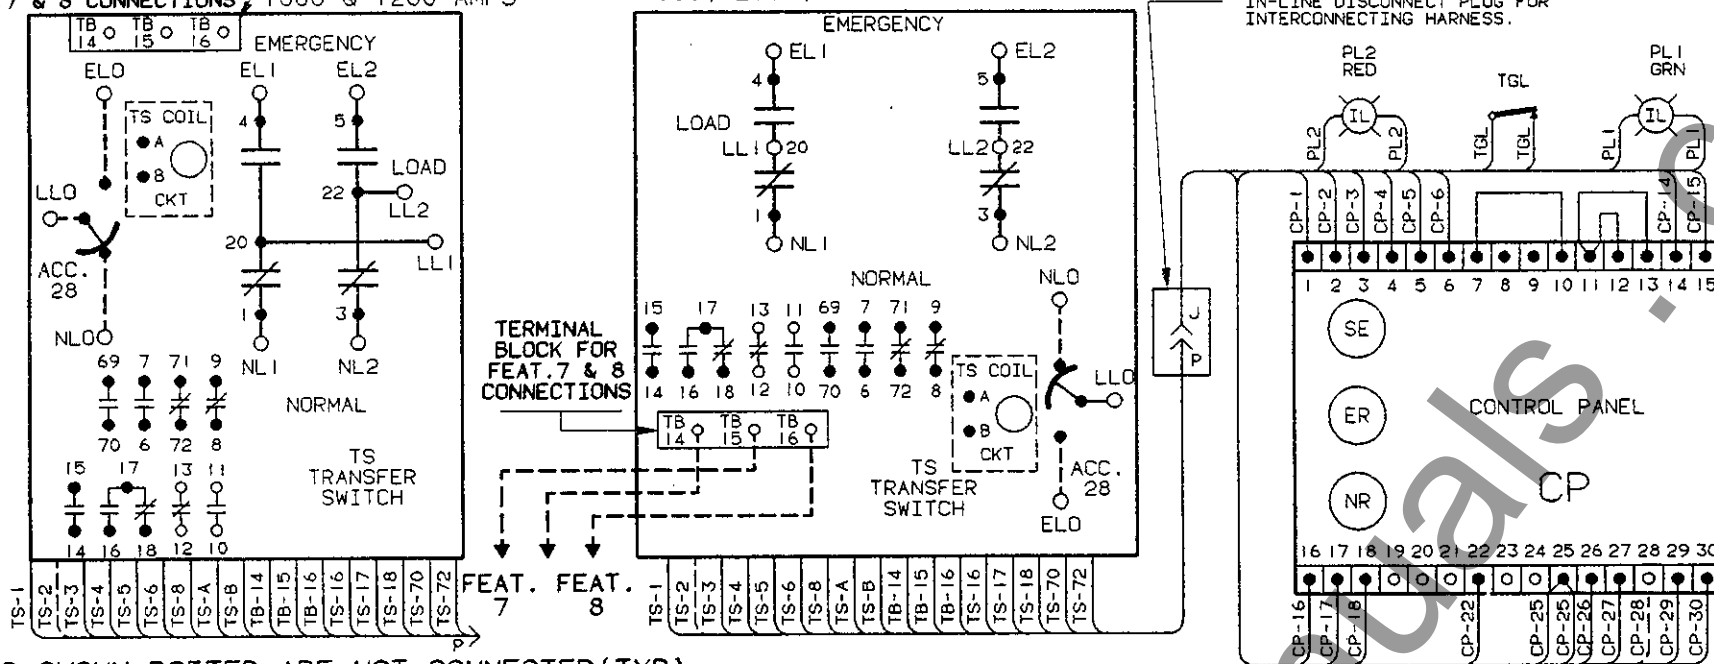 7 & 8 CONNECTIONS, 1000 & 1200 AMPS
TB 14 TB 15 TB 16
EMERGENCY
ELO EL1 EL2
TS COIL
A
B
CKT
4 5
LOAD
22
LL2
LLO
20
LL1
ACC.
28
1 3
NLO
NL1 NL2
69 7 71 9
NORMAL
70 6 72 8
15 17 13 11
TS
TRANSFER
SWITCH
14 16 18 12 10
TS-1 TS-2 TS-3 TS-4 TS-5 TS-6 TS-8 TS-A TS-B TB-14 TB-15 TB-16 TS-16 TS-17 TS-18 TS-70 TS-72
P
EMERGENCY
EL1 EL2
4 5
LOAD
LL1 20 LL2 22
1 3
NL1 NL2
NORMAL
NLO
15 17 13 11 69 7 71 9
14 16 18 12 10 70 6 72 8
TERMINAL
BLOCK FOR
FEAT.7 & 8
CONNECTIONS
TB 14 TB 15 TB 16
TS COIL
A
B
CKT
LLO
ACC.
28
ELO
TS
TRANSFER
SWITCH
FEAT. 7 FEAT. 8
TS-1 TS-2 TS-3 TS-4 TS-5 TS-6 TS-8 TS-A TS-B TB-14 TB-15 TB-16 TS-16 TS-17 TS-18 TS-70 TS-72
IN-LINE DISCONNECT PLUG FOR
INTERCONNECTING HARNESS.
J
P
PL2
RED
TGL
PL1
GRN
IL IL
PL2 PL2 TGL TGL PL1 PL1
CP-1 CP-2 CP-3 CP-4 CP-5 CP-6 CP-14 CP-15
1 2 3 4 5 6 7 8 9 10 11 12 13 14 15
SE
ER
NR
CONTROL PANEL
CP
16 17 18 19 20 21 22 23 24 25 26 27 28 29 30
CP-16 CP-17 CP-18 CP-22 CP-25 CP-25 CP-26 CP-27 CP-28 CP-29 CP-30
SHOWN DOTTED ARE NOT CONNECTED(TYP)